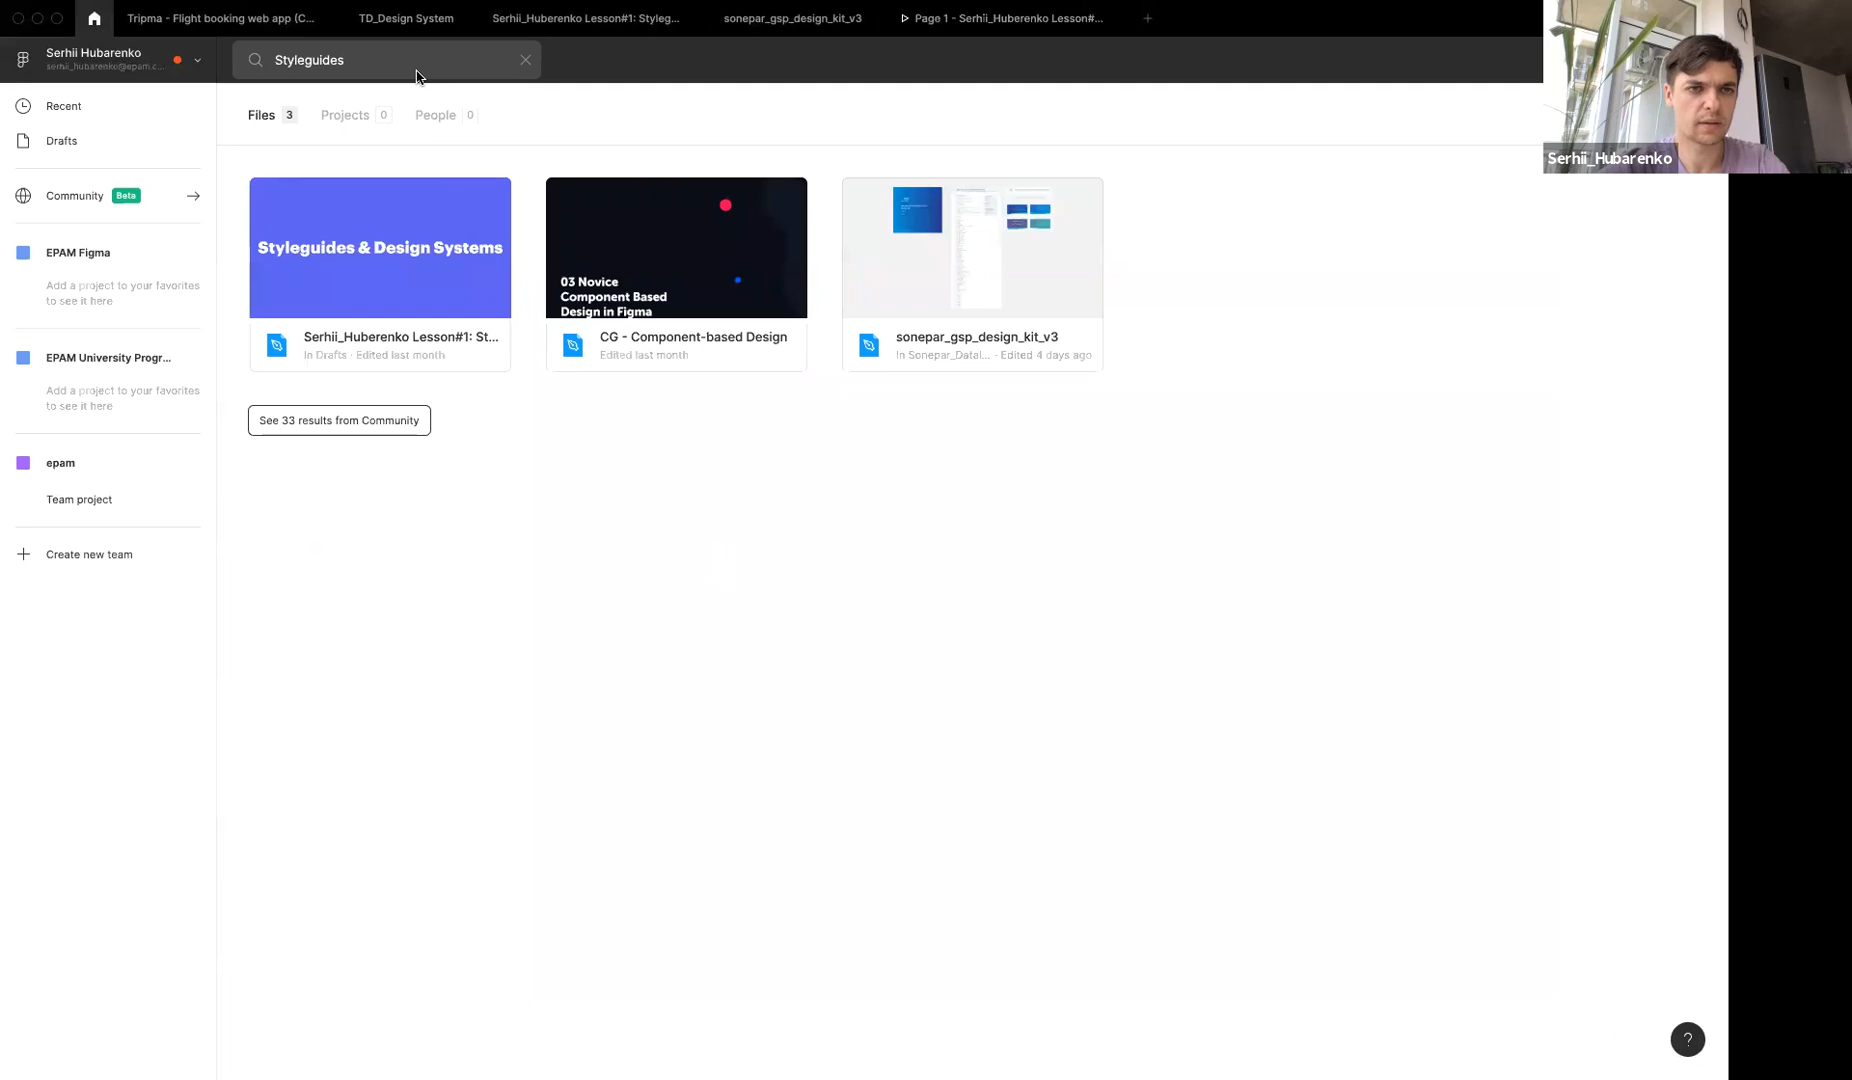 Tripma - Flight booking web app (C...
TD_Design System
Serhii_Huberenko Lesson#1: Styleg...
sonepar_gsp_design_kit_v3
Page 1 - Serhii_Huberenko Lesson#...
Serhii Hubarenko
serhii_hubarenko@epam.c...
Styleguides
Serhii_Hubarenko
Recent
Drafts
Community Beta
EPAM Figma
Add a project to your favorites
to see it here
EPAM University Progr...
Add a project to your favorites
to see it here
epam
Team project
Create new team
Files 3
Projects 0
People 0
Styleguides & Design Systems
Serhii_Huberenko Lesson#1: St...
In Drafts · Edited last month
03 Novice
Component Based
Design in Figma
CG - Component-based Design
Edited last month
sonepar_gsp_design_kit_v3
In Sonepar_Datal... · Edited 4 days ago
See 33 results from Community
?